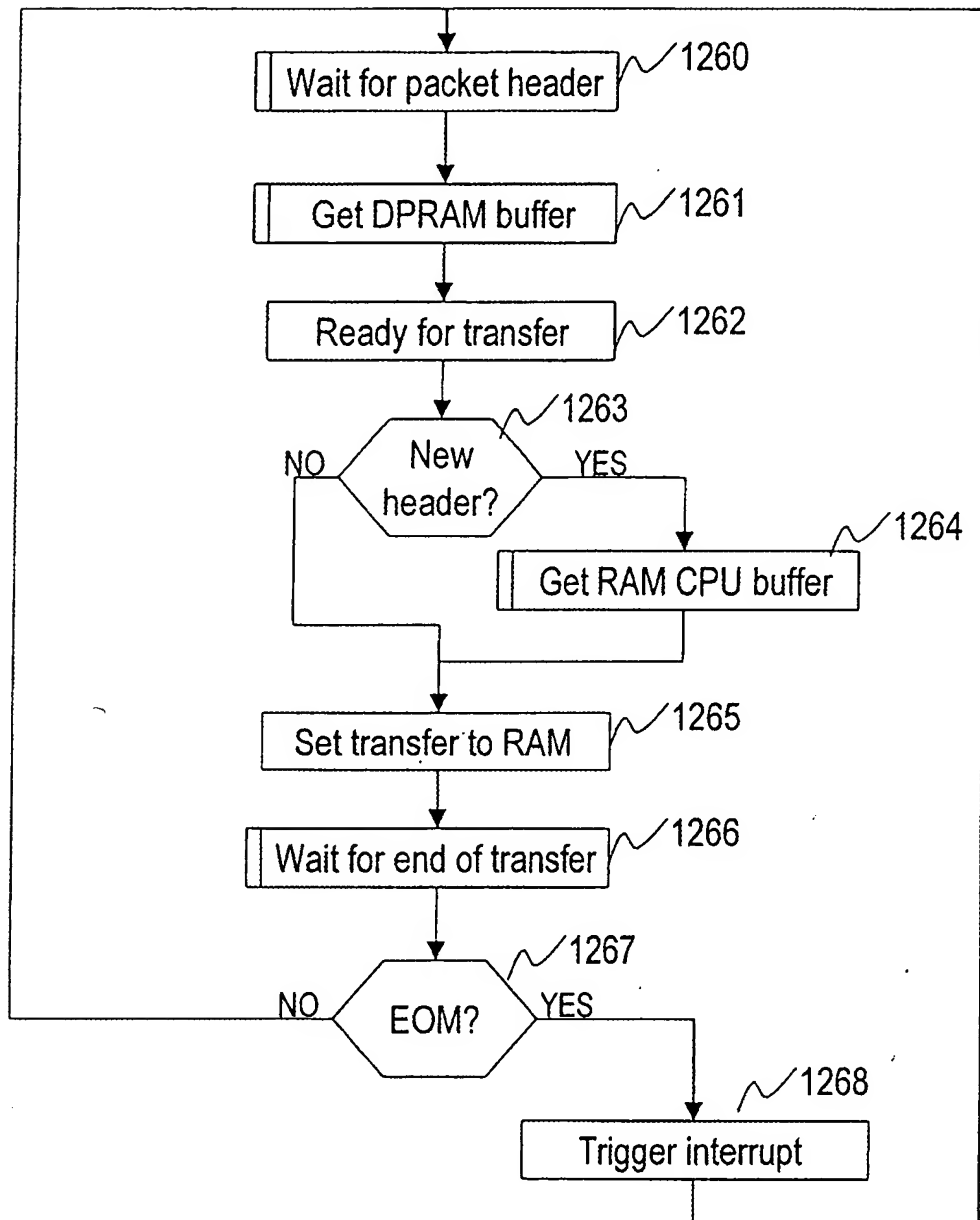 1260
Wait for packet header
1261
Get DPRAM buffer
1262
Ready for transfer
1263
NO
New
header?
YES
1264
Get RAM CPU buffer
1265
Set transfer to RAM
1266
Wait for end of transfer
1267
NO
EOM?
YES
1268
Trigger interrupt